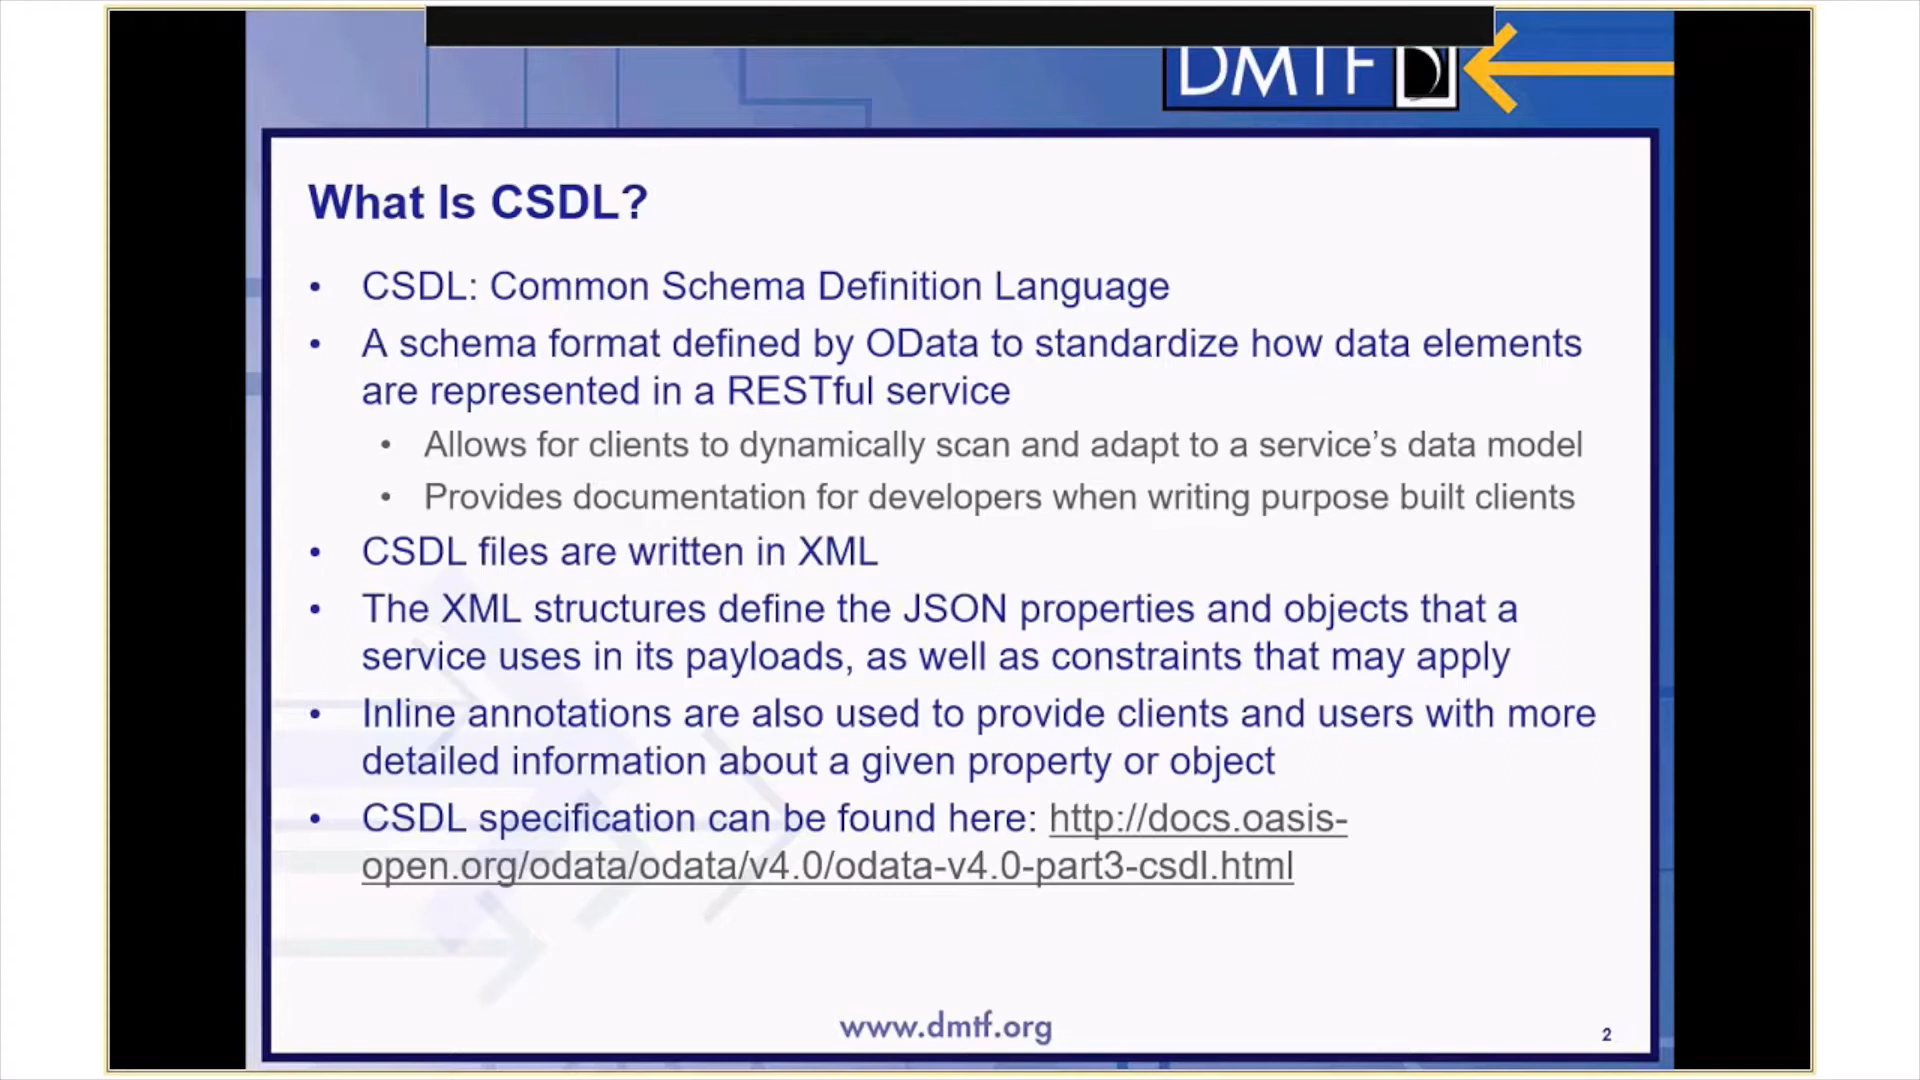 DMTF
What Is CSDL?
• CSDL: Common Schema Definition Language
• A schema format defined by OData to standardize how data elements
are represented in a RESTful service
• Allows for clients to dynamically scan and adapt to a service’s data model
• Provides documentation for developers when writing purpose built clients
• CSDL files are written in XML
• The XML structures define the JSON properties and objects that a
service uses in its payloads, as well as constraints that may apply
• Inline annotations are also used to provide clients and users with more
detailed information about a given property or object
• CSDL specification can be found here: http://docs.oasis-
open.org/odata/odata/v4.0/odata-v4.0-part3-csdl.html
www.dmtf.org
2